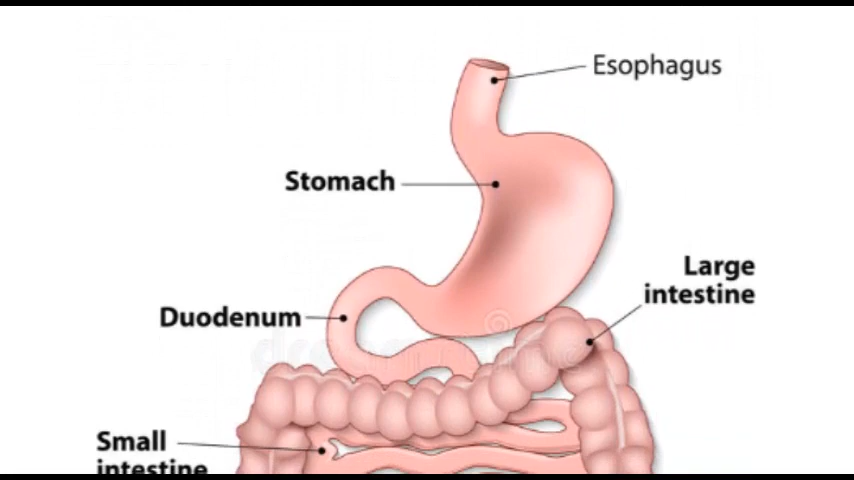 Esophagus
Stomach
Large
intestine
Duodenum
Small
intestine